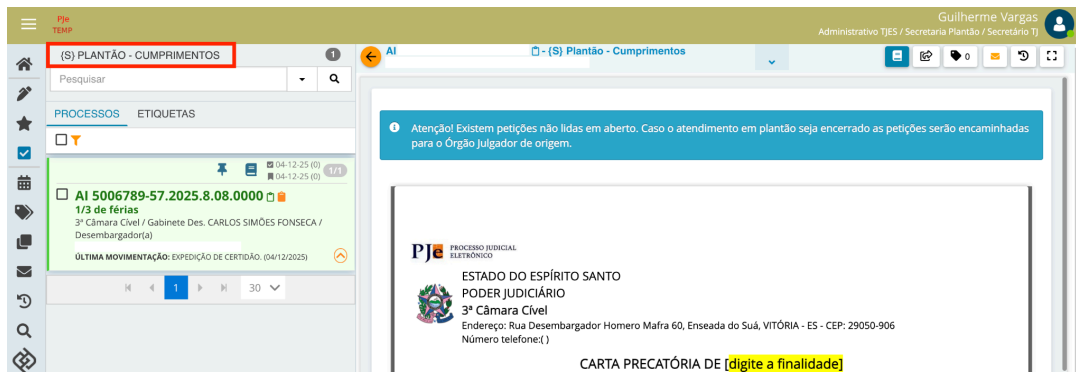 PJe
TEMP
Guilherme Vargas
Administrativo TJES / Secretaria Plantão / Secretário TJ
{S} PLANTÃO - CUMPRIMENTOS
1
Pesquisar
PROCESSOS ETIQUETAS
04-12-25 (0)
04-12-25 (0)
1/1
AI 5006789-57.2025.8.08.0000
1/3 de férias
3ª Câmara Cível / Gabinete Des. CARLOS SIMÕES FONSECA /
Desembargador(a)
ÚLTIMA MOVIMENTAÇÃO: EXPEDIÇÃO DE CERTIDÃO. (04/12/2025)
1
30
AI - {S} Plantão - Cumprimentos
0
Atenção! Existem petições não lidas em aberto. Caso o atendimento em plantão seja encerrado as petições serão encaminhadas
para o Órgão Julgador de origem.
PJe PROCESSO JUDICIAL
ELETRÔNICO
ESTADO DO ESPÍRITO SANTO
PODER JUDICIÁRIO
3ª Câmara Cível
Endereço: Rua Desembargador Homero Mafra 60, Enseada do Suá, VITÓRIA - ES - CEP: 29050-906
Número telefone:( )
CARTA PRECATÓRIA DE [digite a finalidade]